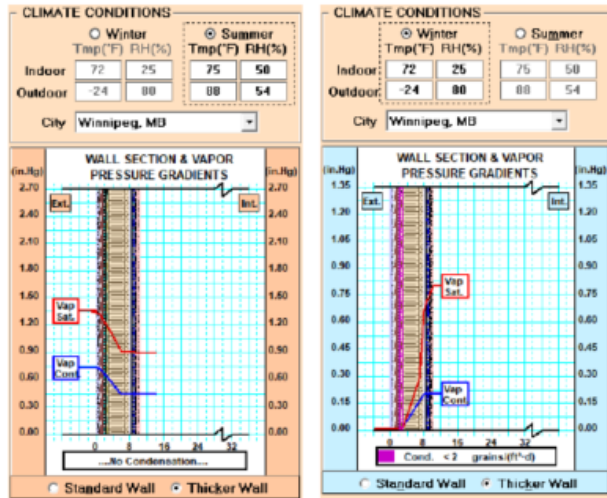 CLIMATE CONDITIONS
Winter Summer
Tmp(°F) RH(%) Tmp(°F) RH(%)
Indoor 72 25 75 50
Outdoor -24 80 88 54
City Winnipeg, MB
(in.Hg) WALL SECTION & VAPOR (in.Hg)
2.70 PRESSURE GRADIENTS 2.70
Ext. Int.
2.40 2.40
2.10 2.10
1.80 1.80
1.50 1.50
Vap
Sat.
1.20 1.20
0.90 0.90
Vap
Cont.
0.60 0.60
0.30 0.30
0.00 0.00
0 8 16 24 32
....No Condensation....
Standard Wall Thicker Wall
CLIMATE CONDITIONS
Winter Summer
Tmp(°F) RH(%) Tmp(°F) RH(%)
Indoor 72 25 75 50
Outdoor -24 80 88 54
City Winnipeg, MB
(in.Hg) WALL SECTION & VAPOR (in.Hg)
1.35 PRESSURE GRADIENTS 1.35
Ext. Int.
1.20 1.20
1.05 1.05
0.90 0.90
Vap
Sat.
0.75 0.75
0.60 0.60
0.45 0.45
0.30 0.30
Vap
Cont.
0.15 0.15
0.00 0.00
0 8 16 24 32
Cond. < 2 grains/(ft²-d)
Standard Wall Thicker Wall